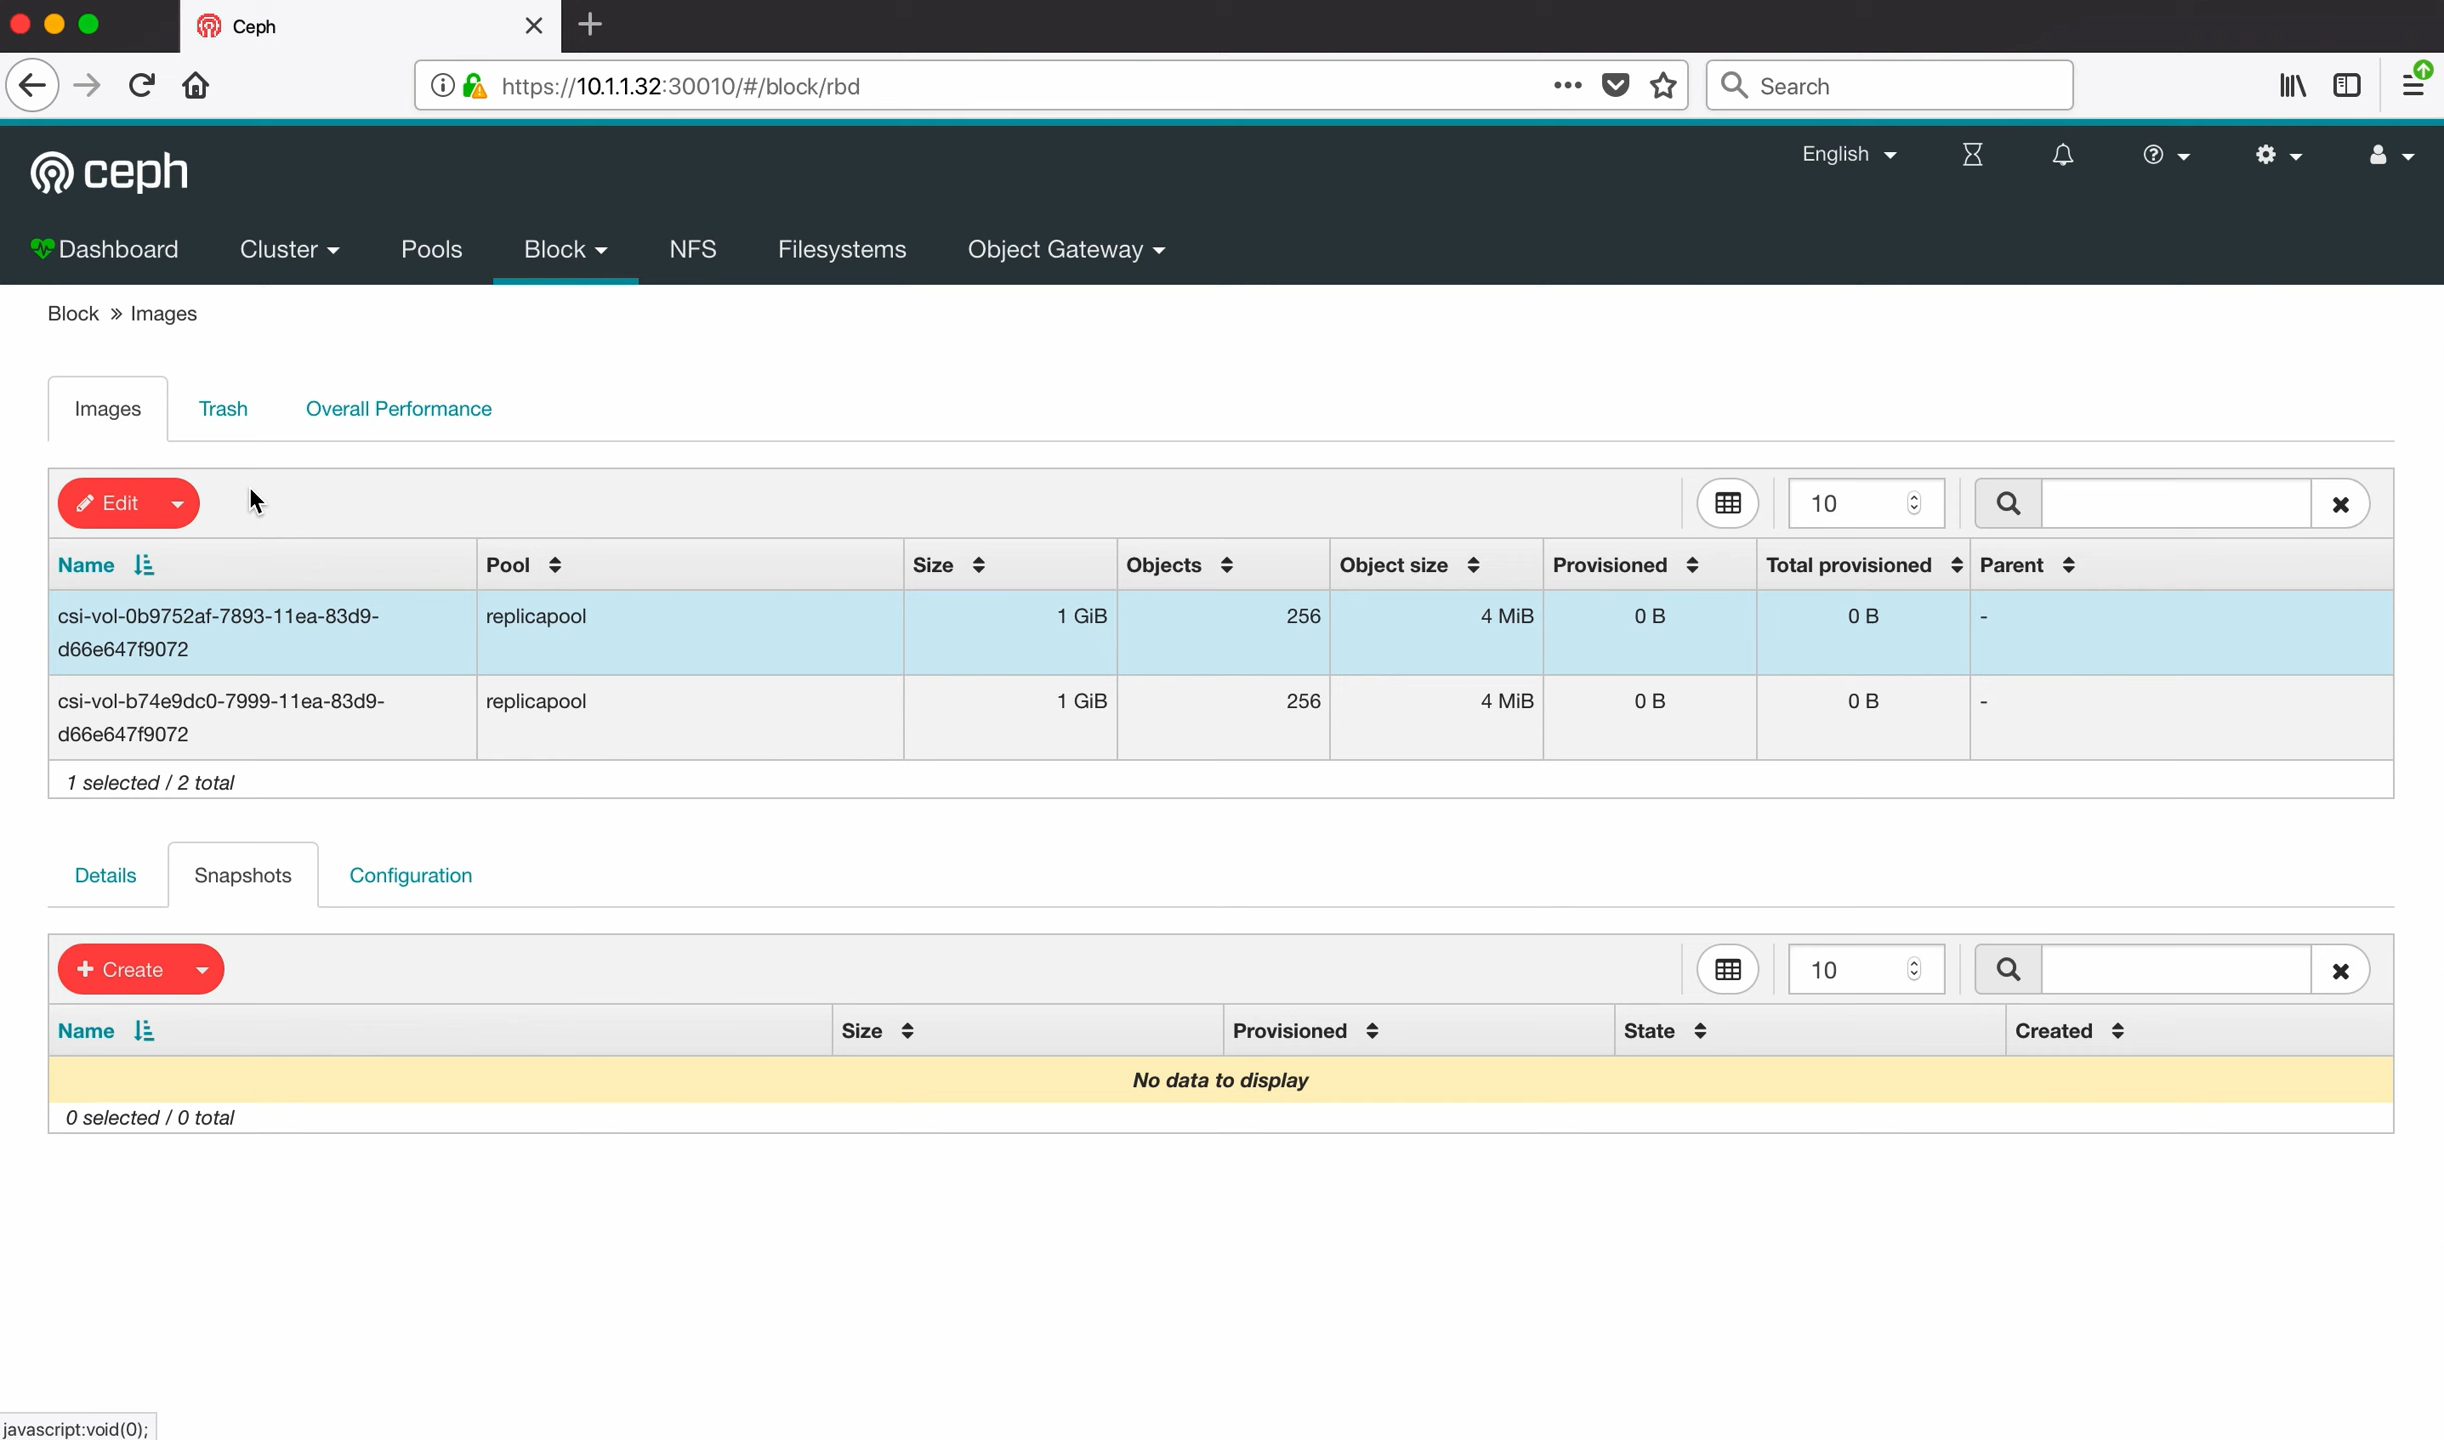 Ceph
https://10.1.1.32:30010/#/block/rbd
Search
ceph
English
Dashboard
Cluster
Pools
Block
NFS
Filesystems
Object Gateway
Block » Images
Images
Trash
Overall Performance
Edit
10
Name
Pool
Size
Objects
Object size
Provisioned
Total provisioned
Parent
csi-vol-0b9752af-7893-11ea-83d9-
d66e647f9072
replicapool
1 GiB
256
4 MiB
0 B
0 B
-
csi-vol-b74e9dc0-7999-11ea-83d9-
d66e647f9072
replicapool
1 GiB
256
4 MiB
0 B
0 B
-
1 selected / 2 total
Details
Snapshots
Configuration
Create
10
Name
Size
Provisioned
State
Created
No data to display
0 selected / 0 total
javascript:void(0);